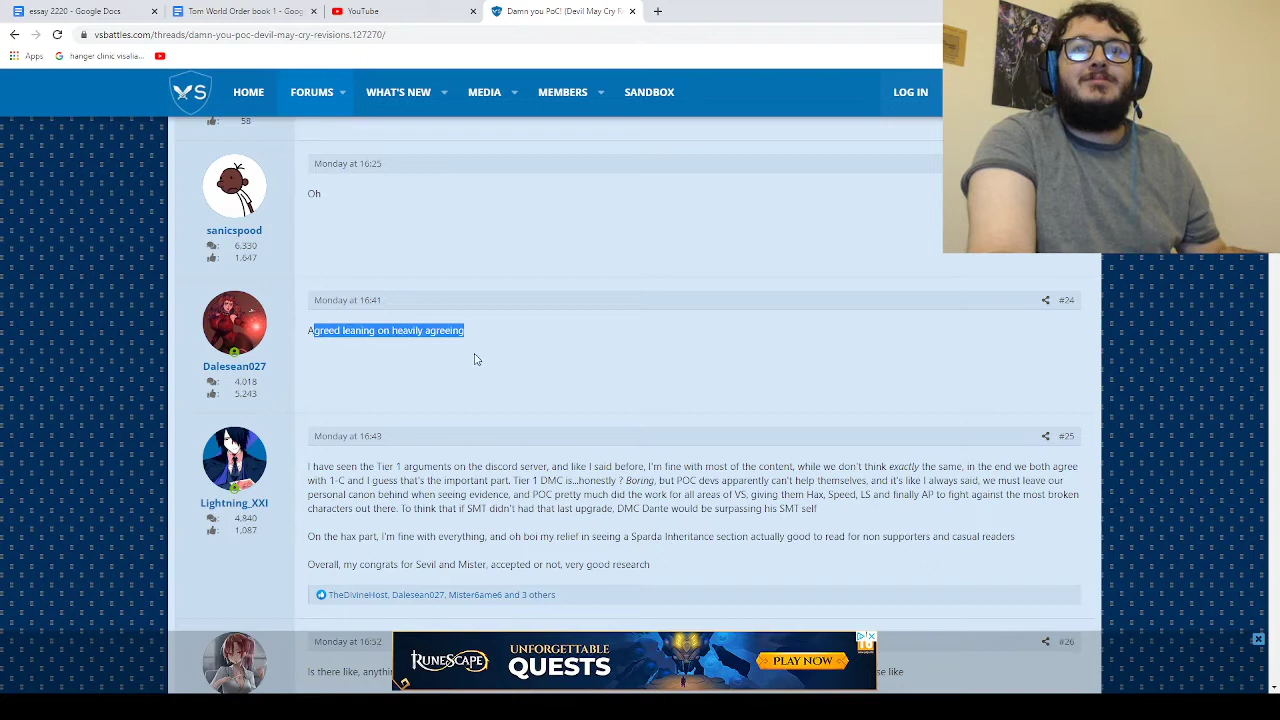 essay 2220 - Google Docs
Tom World Order book 1 - Goog
YouTube
Damn you PoC! (Devil May Cry R
vsbattles.com/threads/damn-you-poc-devil-may-cry-revisions.127270/
Apps
hanger clinic visalia...
VS
HOME
FORUMS
WHAT'S NEW
MEDIA
MEMBERS
SANDBOX
LOG IN
58
Monday at 16:25
Oh
sanicspood
6,330
1,647
Monday at 16:41
#24
Agreed leaning on heavily agreeing
Dalesean027
4,018
5,243
Monday at 16:43
#25
I have seen the Tier 1 arguments on the discord server, and like I said before, I'm fine with most of the content, while we don't think exactly the same, in the end we both agree
with 1-C and I guess that's the important part. Tier 1 DMC is...honestly ? Boring, but POC devs apparently can't help themselves, and it's like I always said, we must leave our
personal canon behind when seeing evidence, and POC pretty much did the work for all areas of VS, giving them Hax, Speed, LS and finally AP to fight against the most broken
characters out there. To think that if SMT didn't had that last upgrade, DMC Dante would be surpassing his SMT self
On the hax part, I'm fine with everything, and oh boi my relief in seeing a Sparda Inheritance section actually good to read for non supporters and casual readers
Overall, my congrats for Sevil and Mister, accepted or not, very good research
Lightning_XXI
4,840
1,087
TheDivineHost, Dalesean027, Mister6ame6 and 3 others
Monday at 16:52
#26
Is there like anythin
se like
RUNESCAPE
UNFORGETTABLE
QUESTS
PLAY NOW